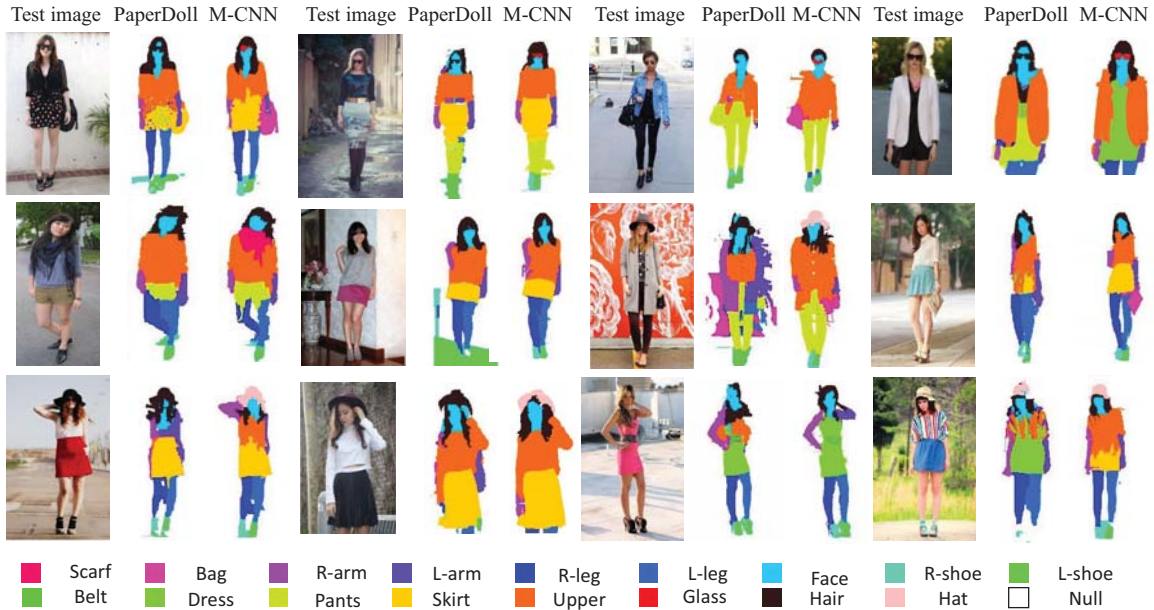 Test image PaperDoll M-CNN Test image PaperDoll M-CNN Test image PaperDoll M-CNN Test image PaperDoll M-CNN
Scarf Bag R-arm L-arm R-leg L-leg Face R-shoe L-shoe
Belt Dress Pants Skirt Upper Glass Hair Hat Null